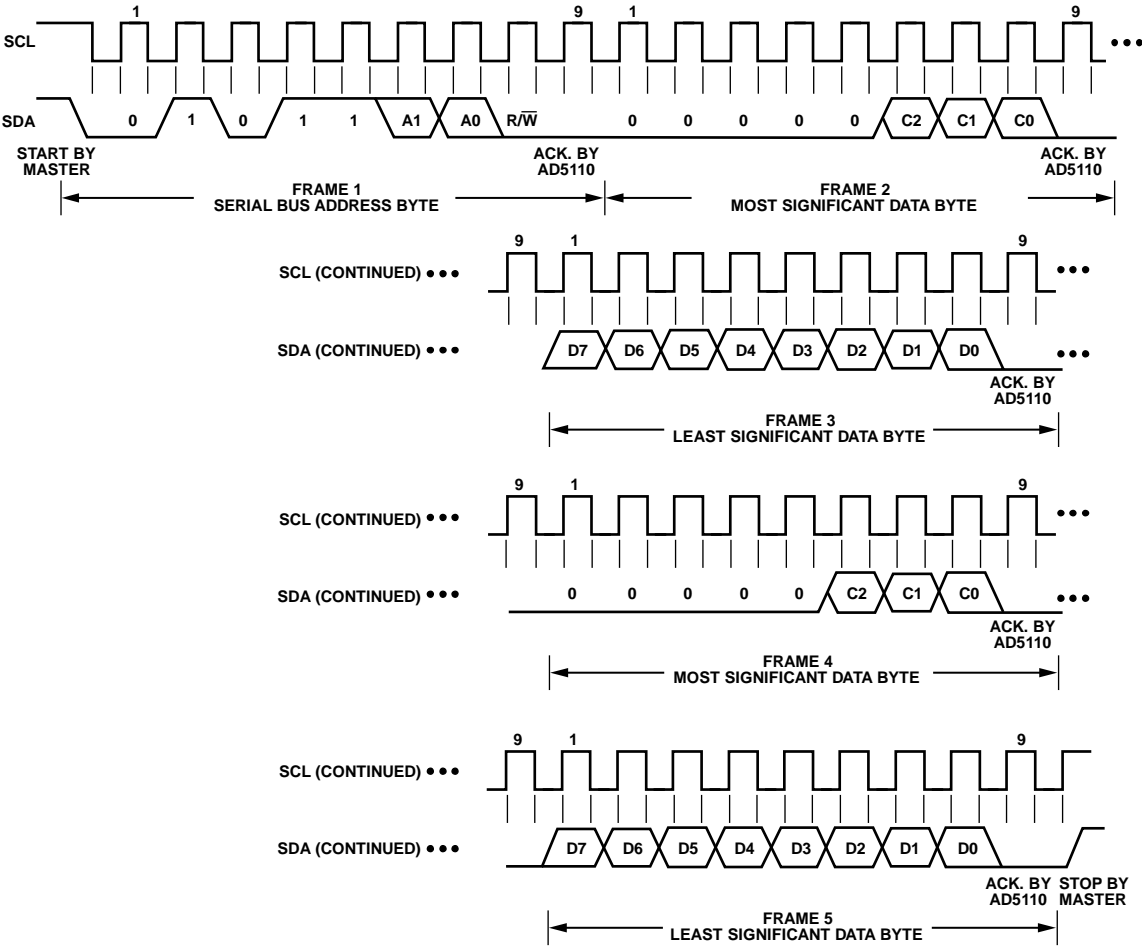 1 9 1 9
SCL •••
SDA 0 1 0 1 1 A1 A0 R/W̅ 0 0 0 0 0 C2 C1 C0
START BY MASTER
ACK. BY AD5110
ACK. BY AD5110
FRAME 1
SERIAL BUS ADDRESS BYTE
FRAME 2
MOST SIGNIFICANT DATA BYTE
9 1 9
SCL (CONTINUED) ••• •••
SDA (CONTINUED) ••• D7 D6 D5 D4 D3 D2 D1 D0 •••
ACK. BY AD5110
FRAME 3
LEAST SIGNIFICANT DATA BYTE
9 1 9
SCL (CONTINUED) ••• •••
SDA (CONTINUED) ••• 0 0 0 0 0 C2 C1 C0 •••
ACK. BY AD5110
FRAME 4
MOST SIGNIFICANT DATA BYTE
9 1 9
SCL (CONTINUED) •••
SDA (CONTINUED) ••• D7 D6 D5 D4 D3 D2 D1 D0
ACK. BY AD5110
STOP BY MASTER
FRAME 5
LEAST SIGNIFICANT DATA BYTE